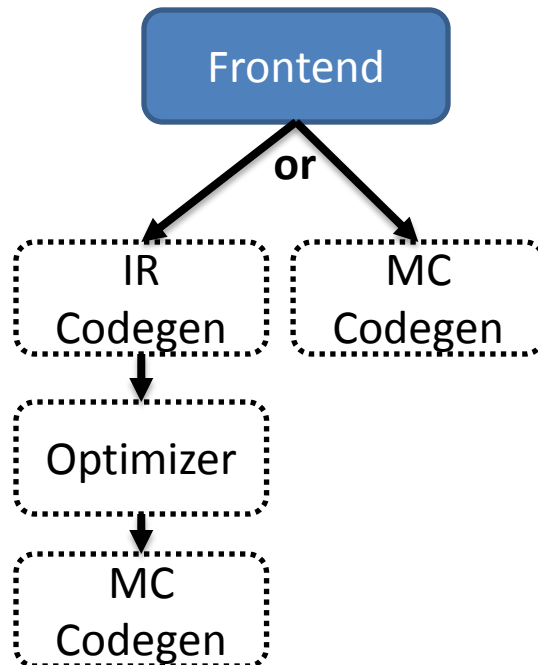 Frontend
or
IR
Codegen
MC
Codegen
Optimizer
MC
Codegen